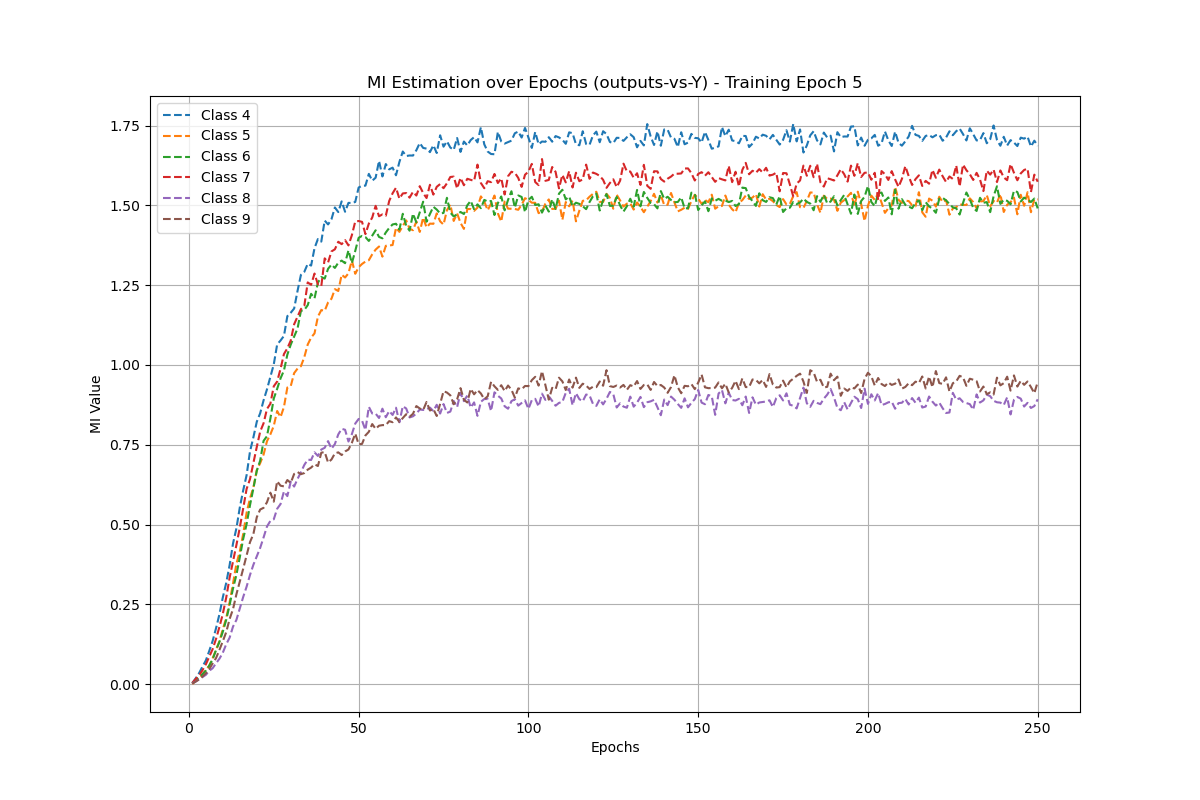 MI Estimation over Epochs (outputs-vs-Y) - Training Epoch 5
Class 4
Class 5
Class 6
Class 7
Class 8
Class 9
MI Value
1.75
1.50
1.25
1.00
0.75
0.50
0.25
0.00
0 50 100 150 200 250
Epochs